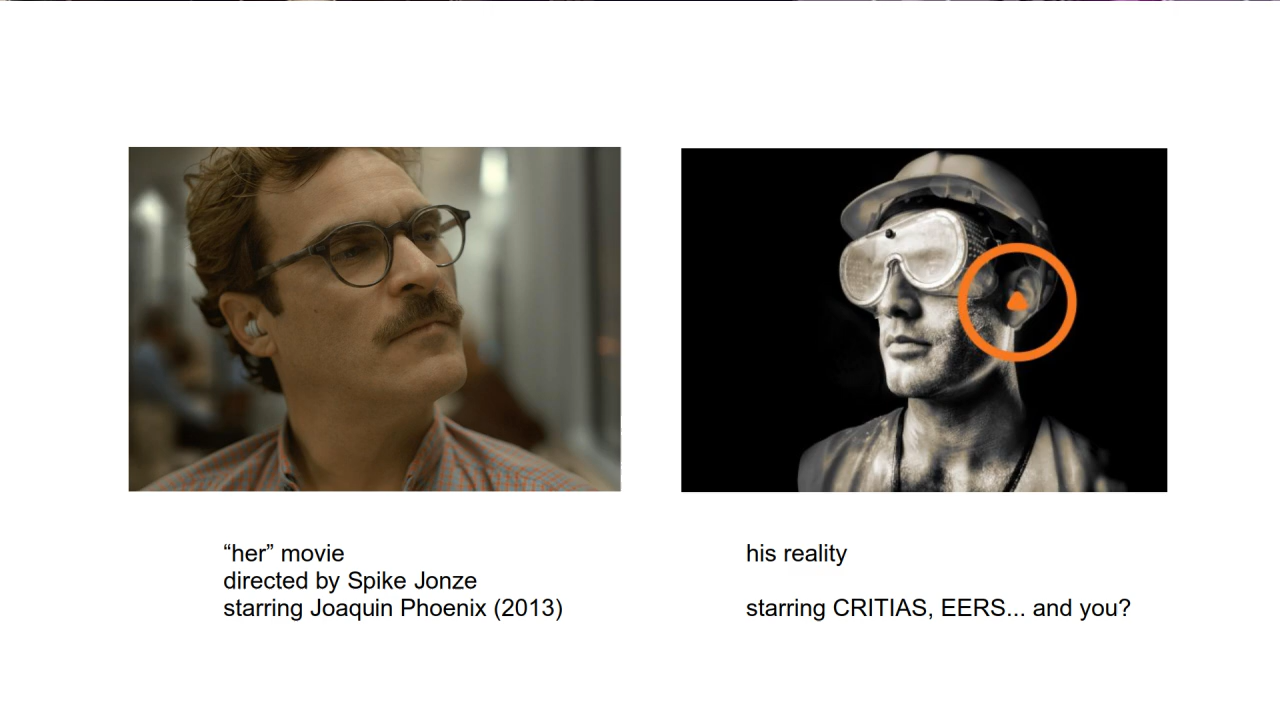 “her” movie
directed by Spike Jonze
starring Joaquin Phoenix (2013)
his reality
starring CRITIAS, EERS... and you?